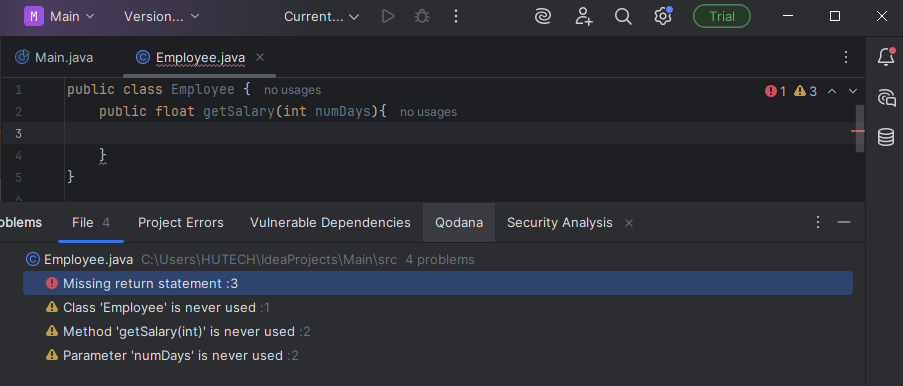 M Main Version... Current... Trial
Main.java Employee.java
1 public class Employee { no usages
1 3
2 public float getSalary(int numDays){ no usages
3
4 }
5 }
6
oblems File 4 Project Errors Vulnerable Dependencies Qodana Security Analysis
Employee.java C:\Users\HUTECH\IdeaProjects\Main\src 4 problems
Missing return statement :3
Class 'Employee' is never used :1
Method 'getSalary(int)' is never used :2
Parameter 'numDays' is never used :2